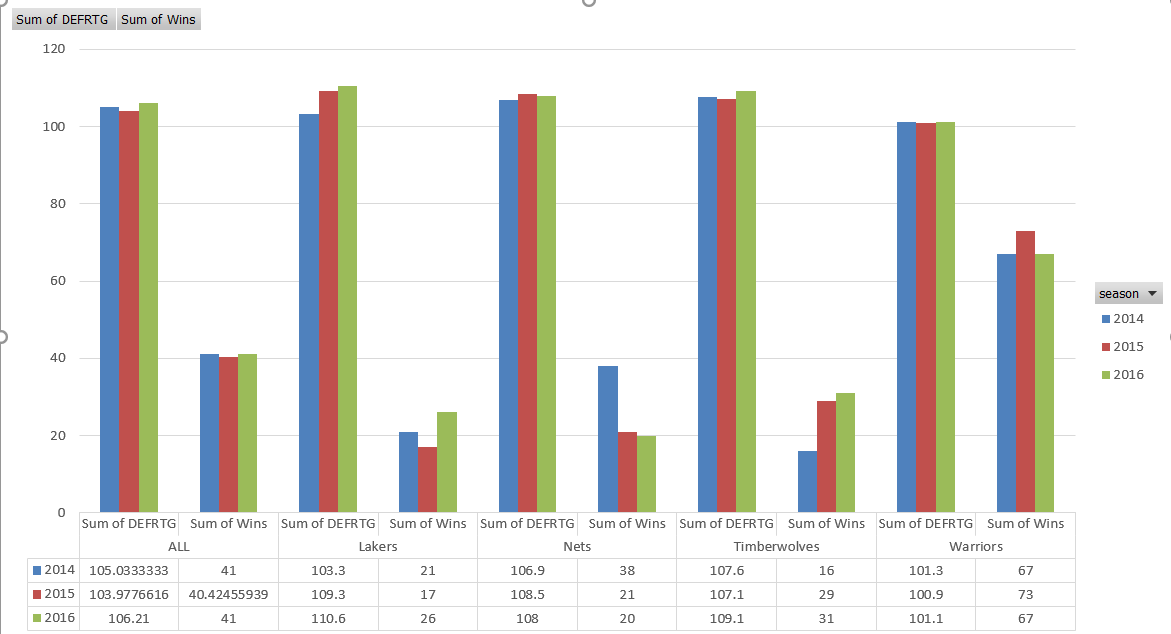 Sum of DEFRTG Sum of Wins
120
100
80
60
40
20
0
season
2014
2015
2016
Sum of DEFRTG Sum of Wins Sum of DEFRTG Sum of Wins Sum of DEFRTG Sum of Wins Sum of DEFRTG Sum of Wins Sum of DEFRTG Sum of Wins
ALL Lakers Nets Timberwolves Warriors
2014 105.0333333 41 103.3 21 106.9 38 107.6 16 101.3 67
2015 103.9776616 40.42455939 109.3 17 108.5 21 107.1 29 100.9 73
2016 106.21 41 110.6 26 108 20 109.1 31 101.1 67